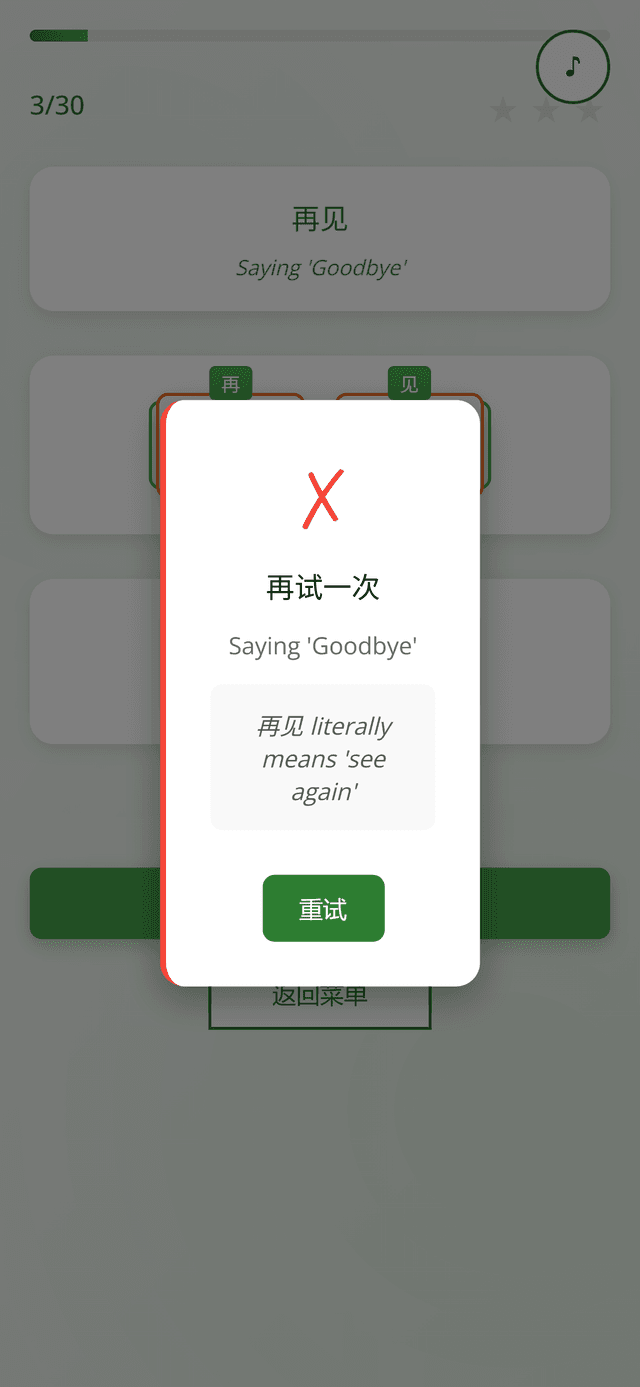 3/30
再见
Saying 'Goodbye'
再
见
再试一次
Saying 'Goodbye'
再见 literally
means 'see
again'
重试
返回菜单